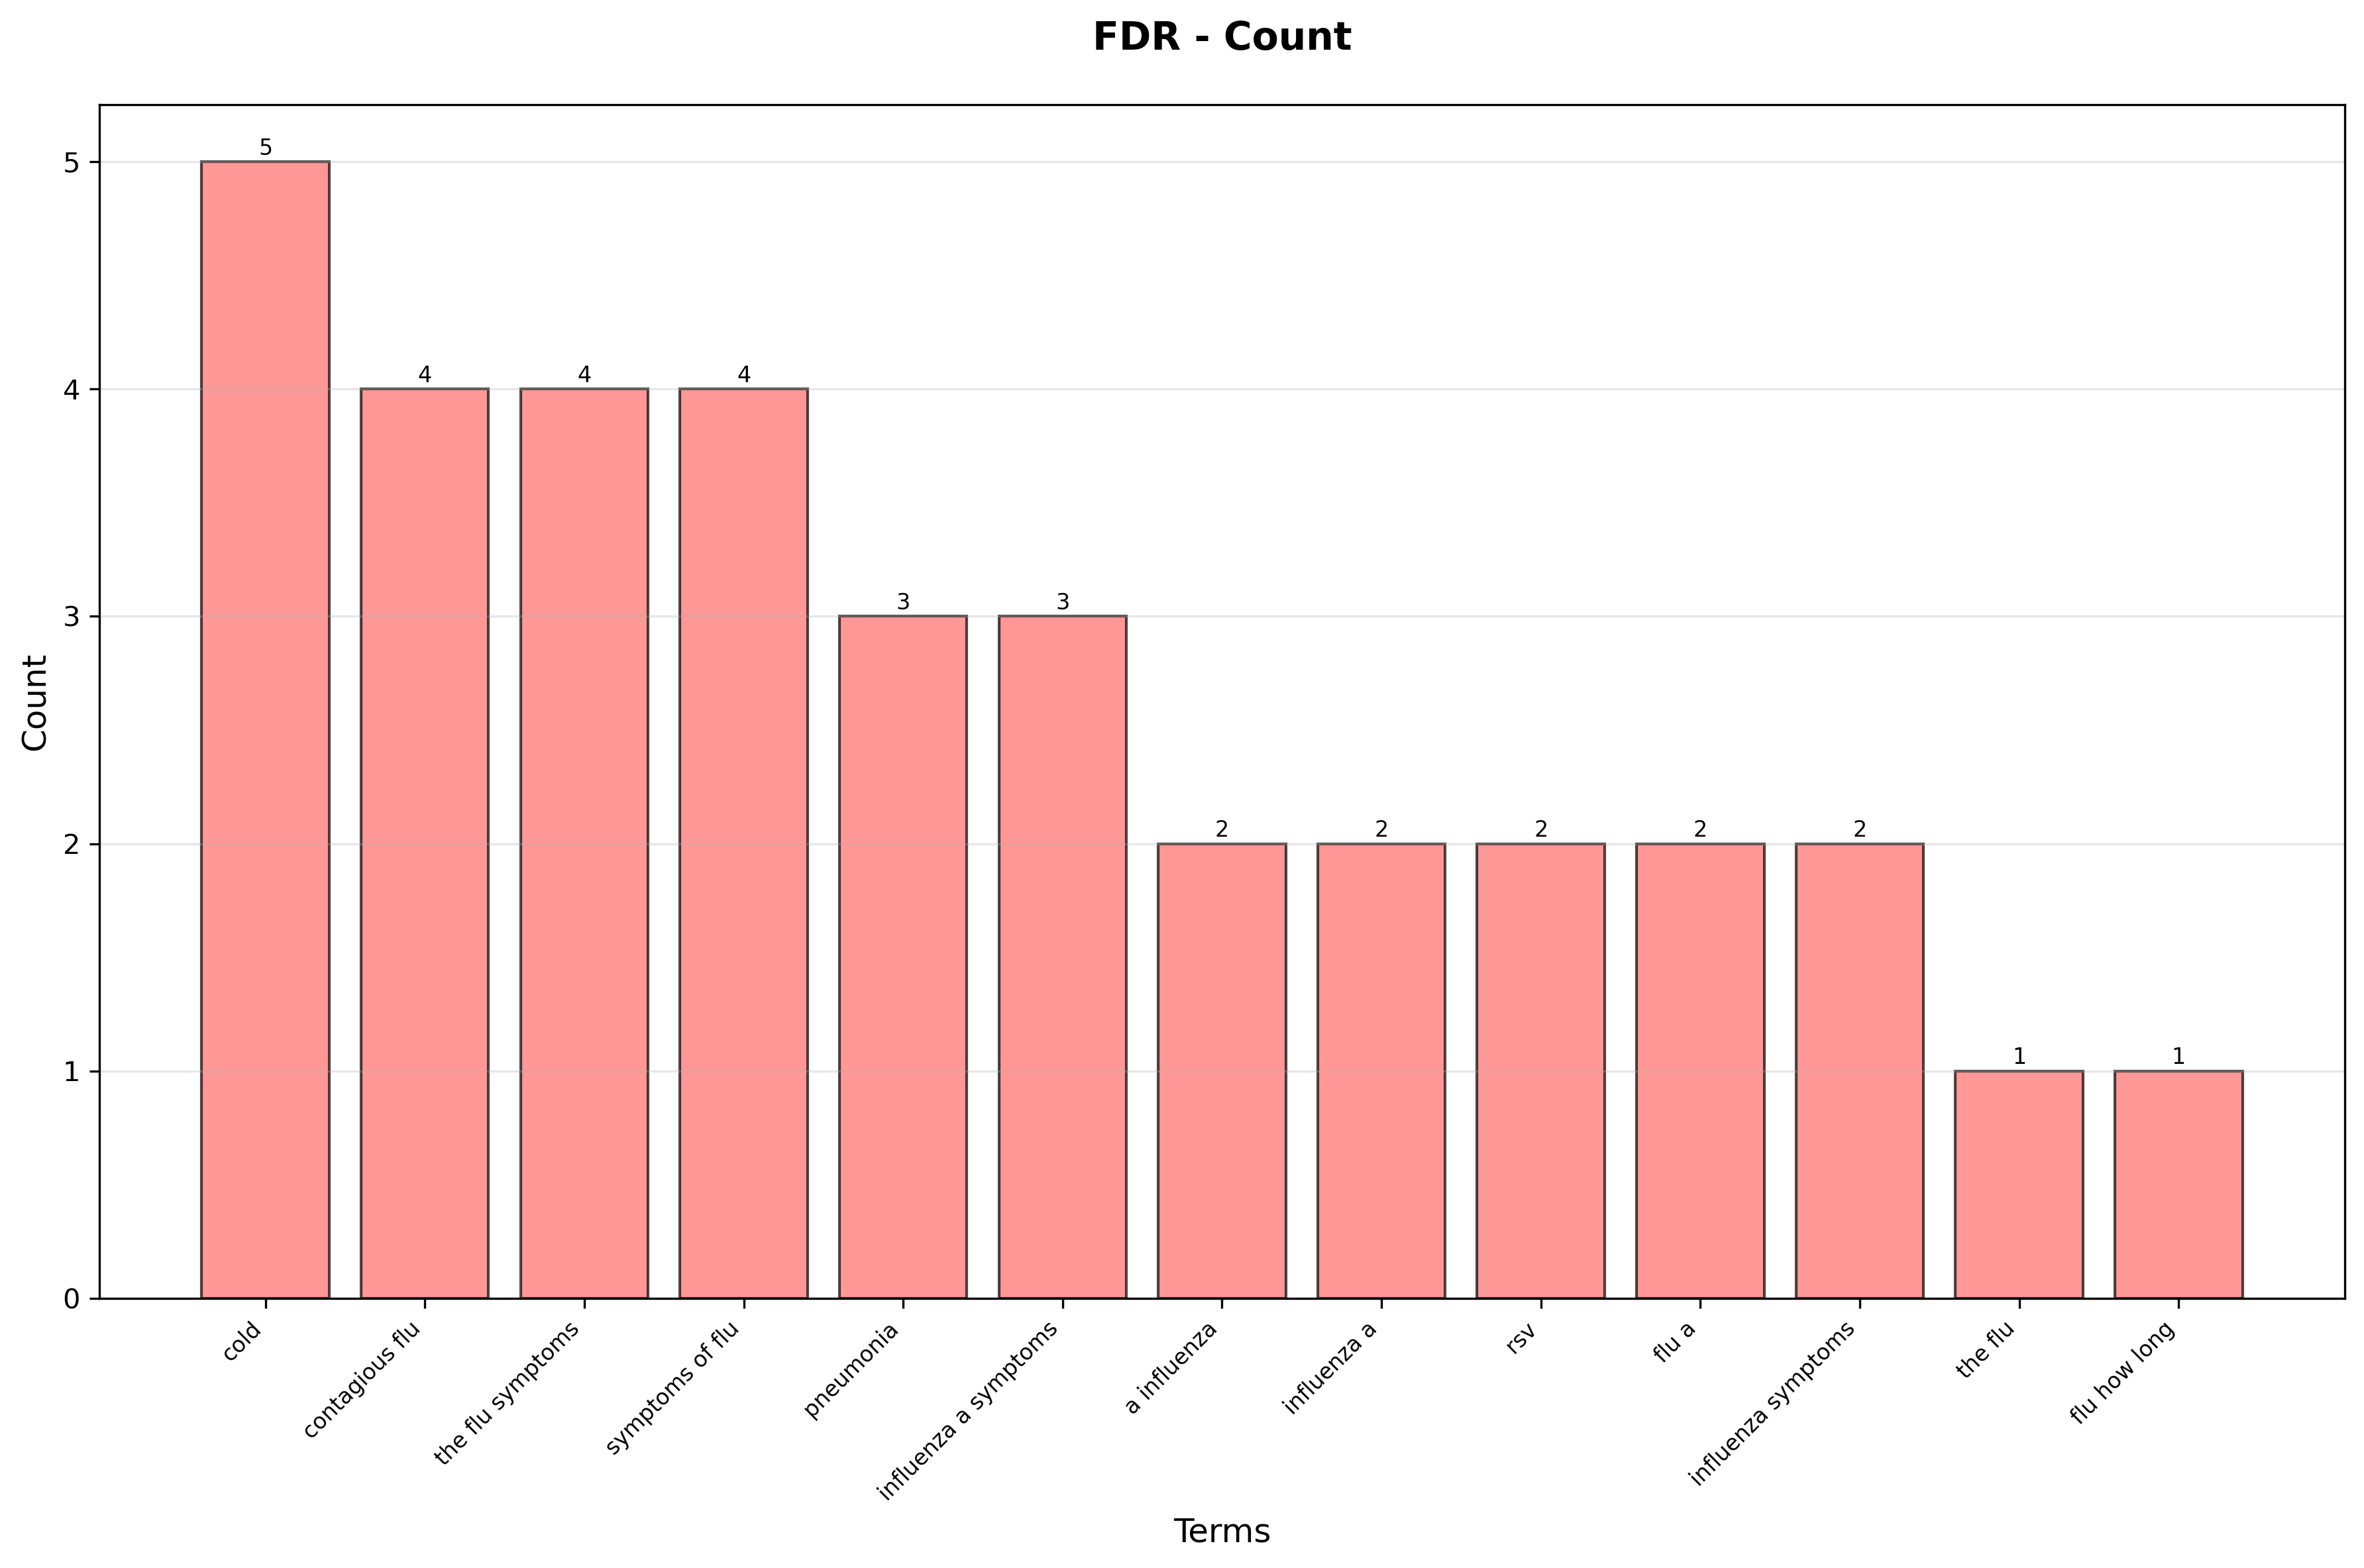 FDR - Count
Count
5
4
3
2
1
0
5
4
4
4
3
3
2
2
2
2
2
1
1
cold
contagious flu
the flu symptoms
symptoms of flu
pneumonia
influenza a symptoms
a influenza
influenza a
rsv
flu a
influenza symptoms
the flu
flu how long
Terms